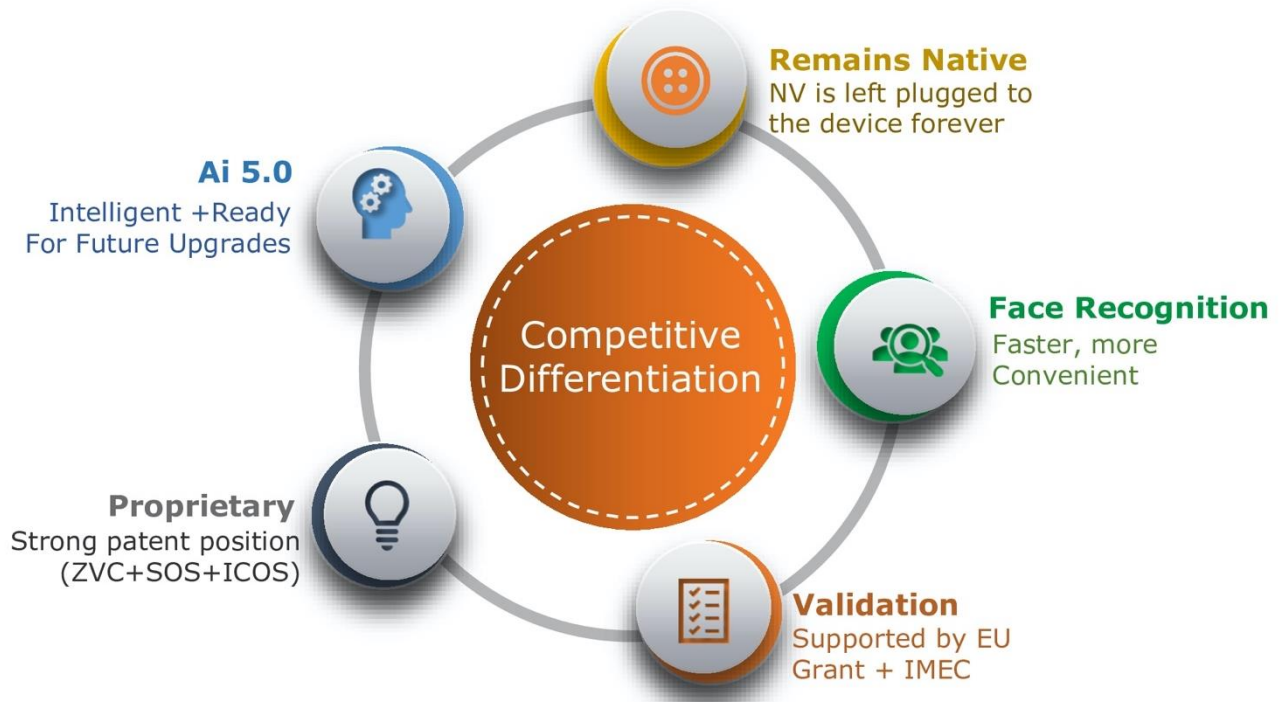 Remains Native
NV is left plugged to
the device forever
Ai 5.0
Intelligent +Ready
For Future Upgrades
Competitive
Differentiation
Face Recognition
Faster, more
Convenient
Proprietary
Strong patent position
(ZVC+SOS+ICOS)
Validation
Supported by EU
Grant + IMEC